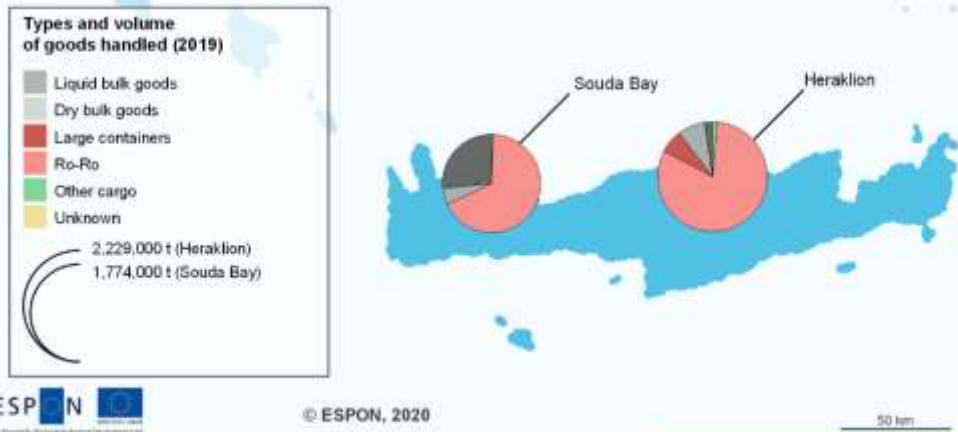 Types and volume
of goods handled (2019)
Liquid bulk goods
Dry bulk goods
Large containers
Ro-Ro
Other cargo
Unknown
2,229,000 t (Heraklion)
1,774,000 t (Souda Bay)
Souda Bay
Heraklion
ESPON
© ESPON, 2020
50 km